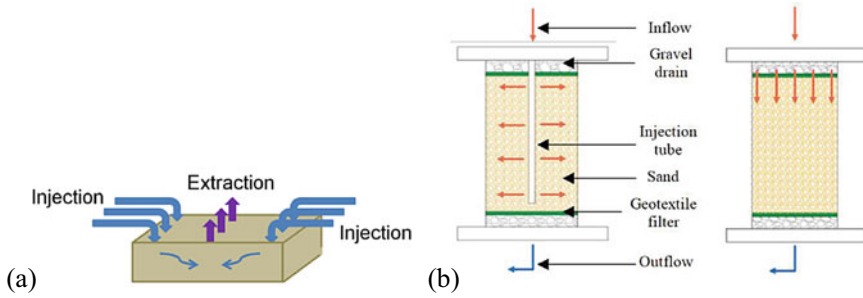 Extraction
Injection
Injection
(a)
(b)
Inflow
Gravel
drain
Injection
tube
Sand
Geotextile
filter
Outflow